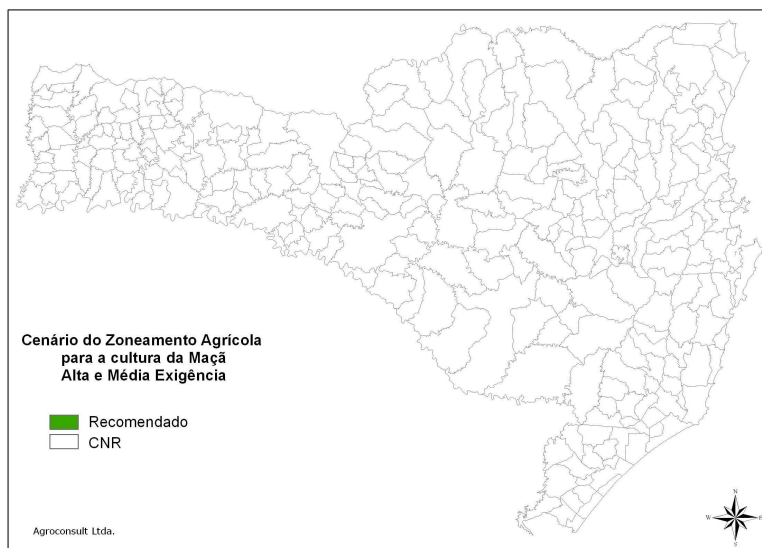 Cenário do Zoneamento Agrícola
para a cultura da Maçã
Alta e Média Exigência
Recomendado
CNR
Agroconsult Ltda.
N
W
E
S